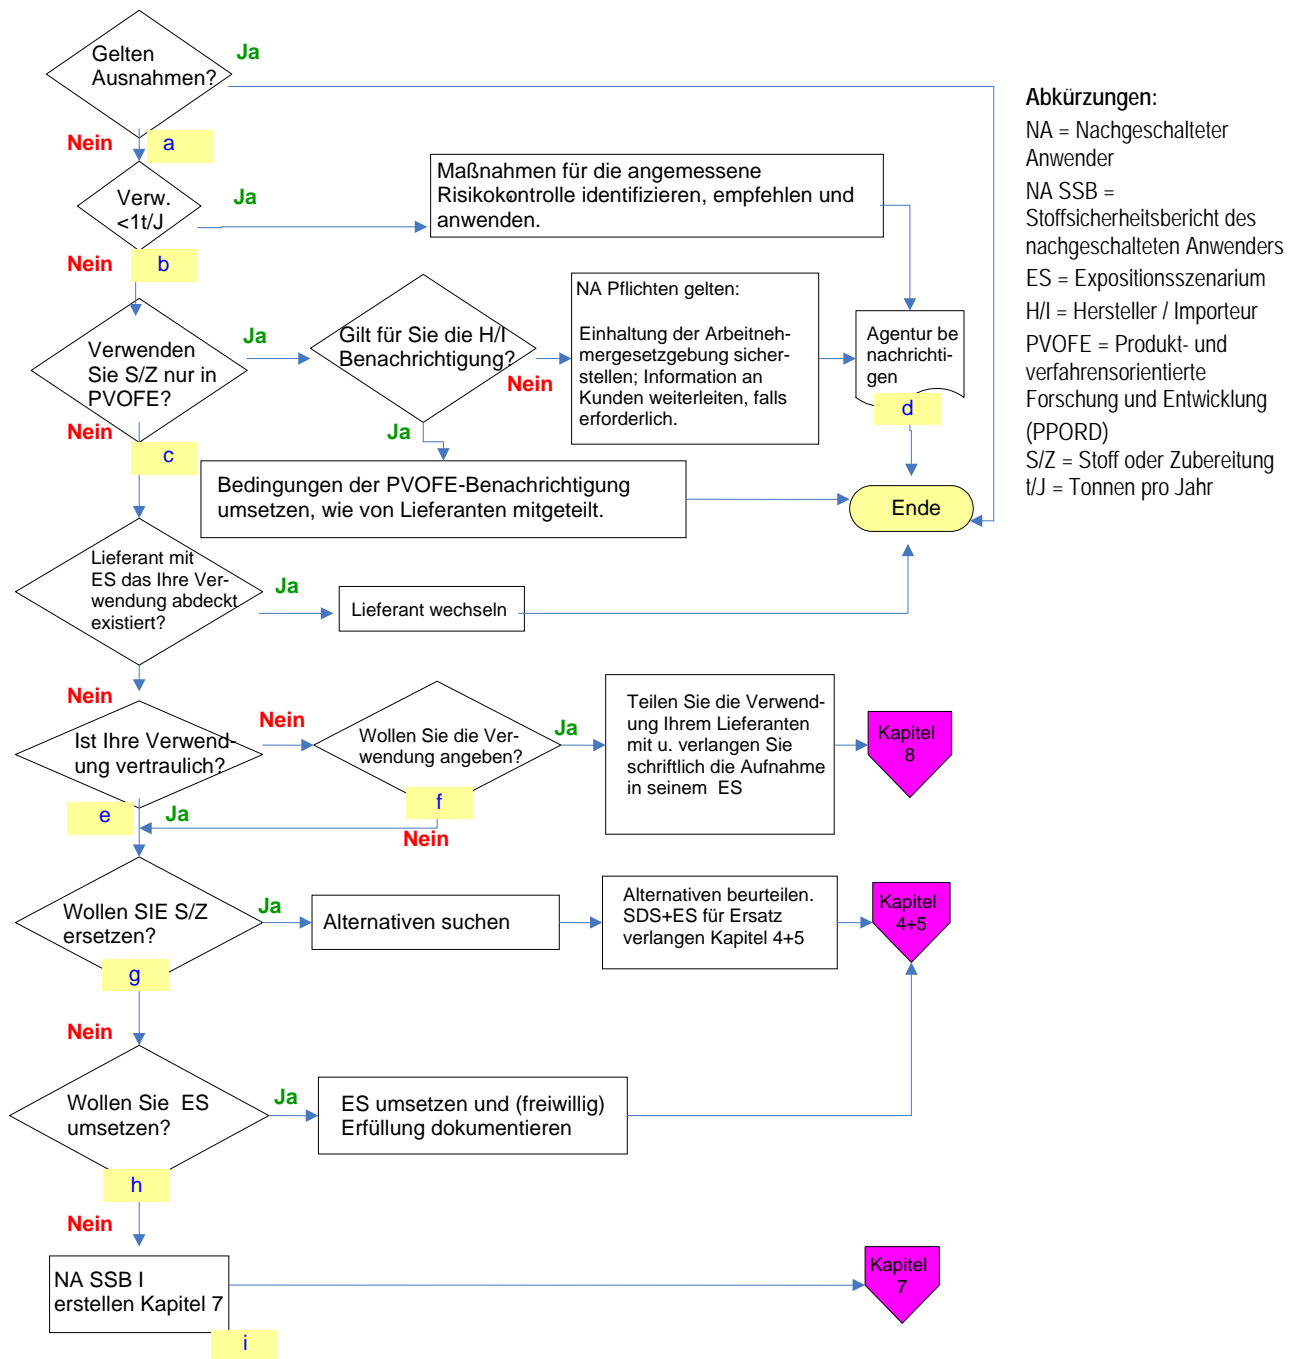 Gelten
Ausnahmen?
Ja
Nein
a
Verw.
<1t/J
Ja
Maßnahmen für die angemessene
Risikokontrolle identifizieren, empfehlen und
anwenden.
Nein
b
Verwenden
Sie S/Z nur in
PVOFE?
Ja
Gilt für Sie die H/I
Benachrichtigung?
Nein
NA Pflichten gelten:
Einhaltung der Arbeitneh-
mergesetzgebung sicher-
stellen; Information an
Kunden weiterleiten, falls
erforderlich.
Agentur be
nachrichti-
gen
d
Nein
c
Ja
Bedingungen der PVOFE-Benachrichtigung
umsetzen, wie von Lieferanten mitgeteilt.
Ende
Lieferant mit
ES das Ihre Ver-
wendung abdeckt
existiert?
Ja
Lieferant wechseln
Nein
Ist Ihre Verwend-
ung vertraulich?
Nein
Wollen Sie die Ver-
wendung angeben?
Ja
Teilen Sie die Verwend-
ung Ihrem Lieferanten
mit u. verlangen Sie
schriftlich die Aufnahme
in seinem ES
Kapitel
8
e
Ja
f
Nein
Wollen SIE S/Z
ersetzen?
Ja
Alternativen suchen
Alternativen beurteilen.
SDS+ES für Ersatz
verlangen Kapitel 4+5
Kapitel
4+5
g
Nein
Wollen Sie ES
umsetzen?
Ja
ES umsetzen und (freiwillig)
Erfüllung dokumentieren
h
Nein
NA SSB I
erstellen Kapitel 7
i
Kapitel
7
Abkürzungen:
NA = Nachgeschalteter
Anwender
NA SSB =
Stoffsicherheitsbericht des
nachgeschalteten Anwenders
ES = Expositionsszenarium
H/I = Hersteller / Importeur
PVOFE = Produkt- und
verfahrensorientierte
Forschung und Entwicklung
(PPORD)
S/Z = Stoff oder Zubereitung
t/J = Tonnen pro Jahr